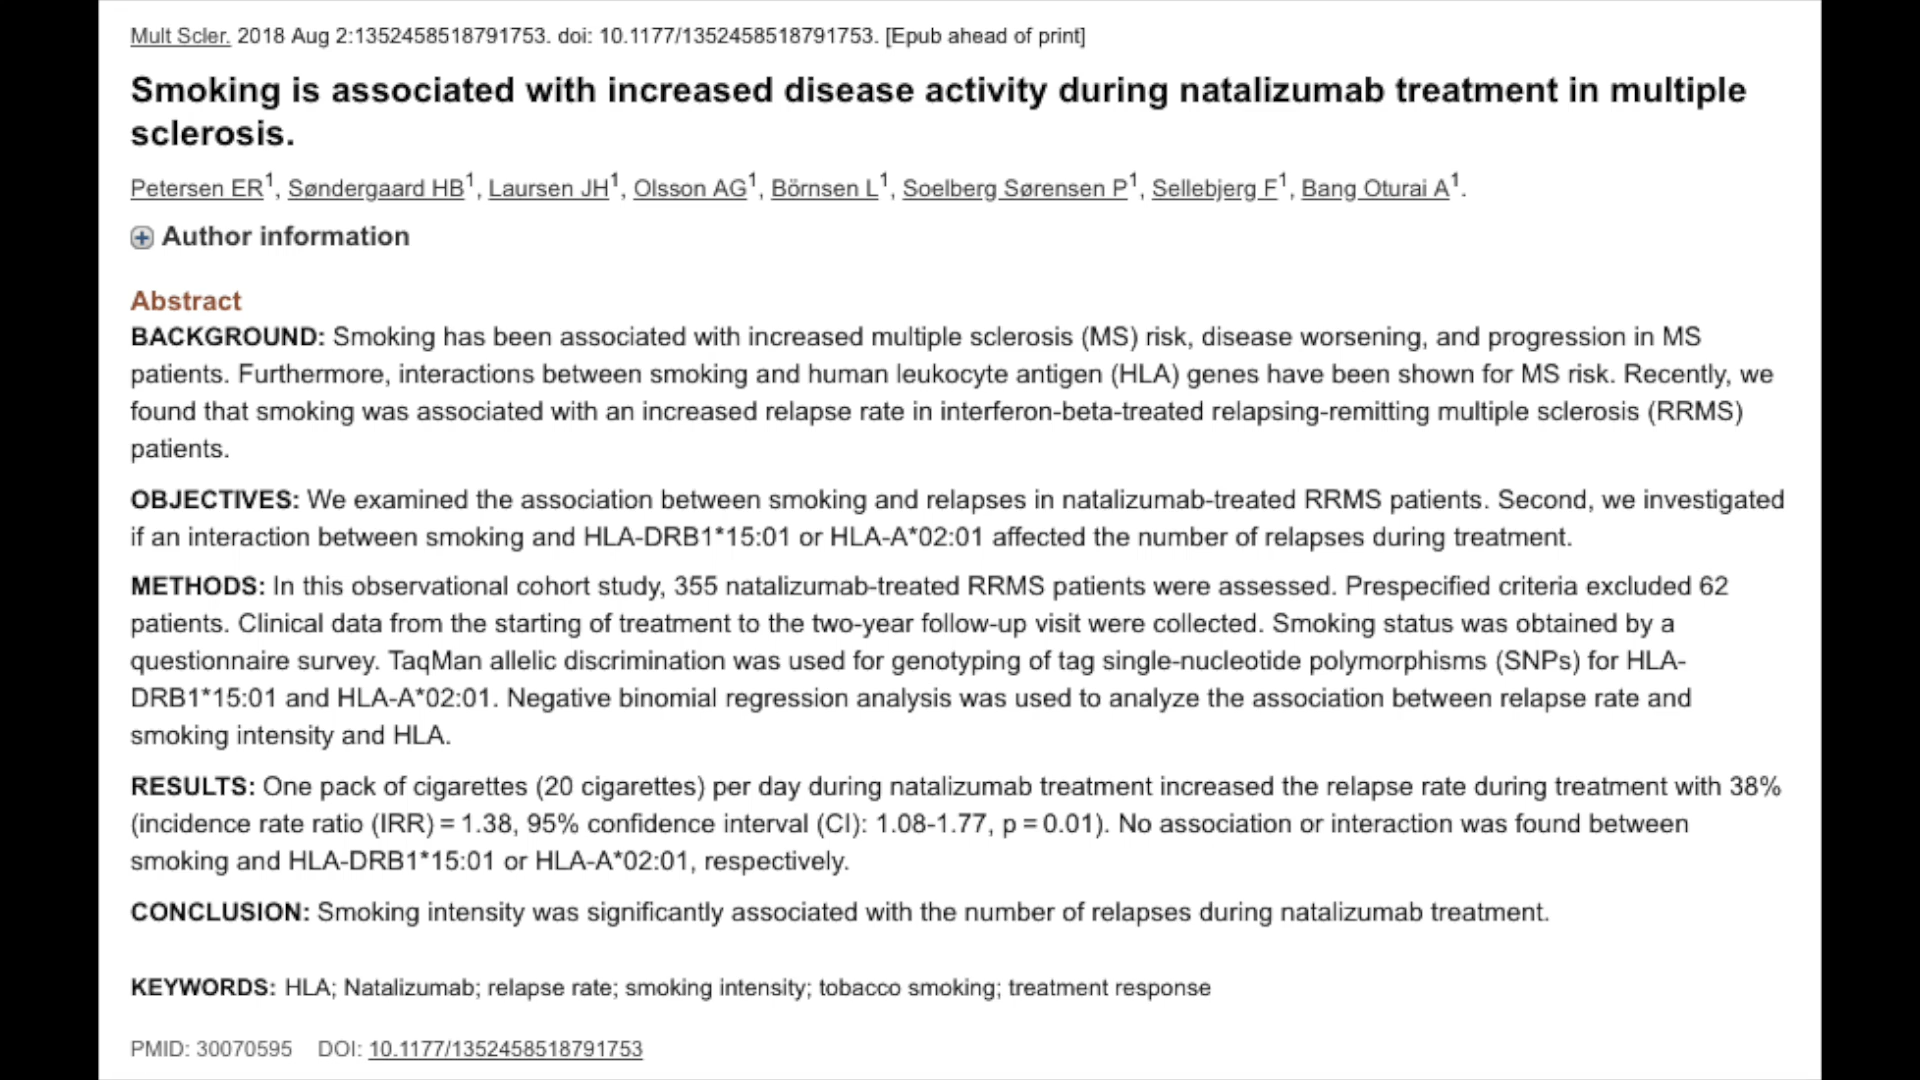 Mult Scler. 2018 Aug 2:1352458518791753. doi: 10.1177/1352458518791753. [Epub ahead of print]
Smoking is associated with increased disease activity during natalizumab treatment in multiple
sclerosis.
Petersen ER1, Søndergaard HB1, Laursen JH1, Olsson AG1, Börnsen L1, Soelberg Sørensen P1, Sellebjerg F1, Bang Oturai A1.
Author information
Abstract
BACKGROUND: Smoking has been associated with increased multiple sclerosis (MS) risk, disease worsening, and progression in MS
patients. Furthermore, interactions between smoking and human leukocyte antigen (HLA) genes have been shown for MS risk. Recently, we
found that smoking was associated with an increased relapse rate in interferon-beta-treated relapsing-remitting multiple sclerosis (RRMS)
patients.
OBJECTIVES: We examined the association between smoking and relapses in natalizumab-treated RRMS patients. Second, we investigated
if an interaction between smoking and HLA-DRB1*15:01 or HLA-A*02:01 affected the number of relapses during treatment.
METHODS: In this observational cohort study, 355 natalizumab-treated RRMS patients were assessed. Prespecified criteria excluded 62
patients. Clinical data from the starting of treatment to the two-year follow-up visit were collected. Smoking status was obtained by a
questionnaire survey. TaqMan allelic discrimination was used for genotyping of tag single-nucleotide polymorphisms (SNPs) for HLA-
DRB1*15:01 and HLA-A*02:01. Negative binomial regression analysis was used to analyze the association between relapse rate and
smoking intensity and HLA.
RESULTS: One pack of cigarettes (20 cigarettes) per day during natalizumab treatment increased the relapse rate during treatment with 38%
(incidence rate ratio (IRR) = 1.38, 95% confidence interval (CI): 1.08-1.77, p = 0.01). No association or interaction was found between
smoking and HLA-DRB1*15:01 or HLA-A*02:01, respectively.
CONCLUSION: Smoking intensity was significantly associated with the number of relapses during natalizumab treatment.
KEYWORDS: HLA; Natalizumab; relapse rate; smoking intensity; tobacco smoking; treatment response
PMID: 30070595 DOI: 10.1177/1352458518791753